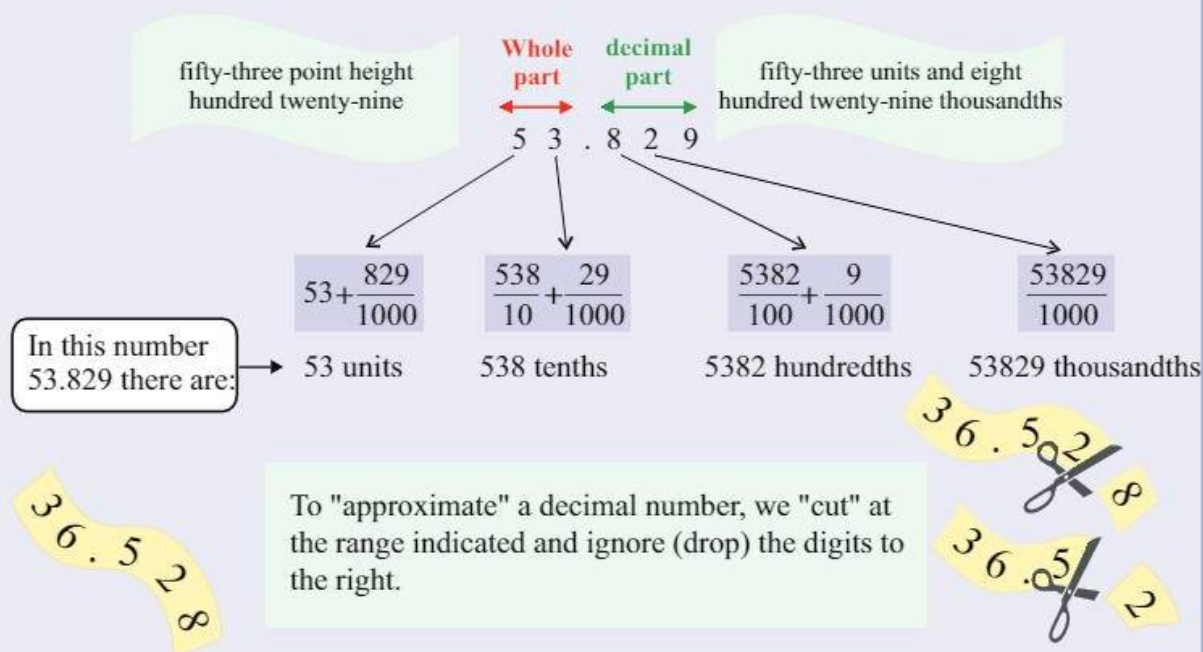 fifty-three point height
hundred twenty-nine
Whole
part
decimal
part
fifty-three units and eight
hundred twenty-nine thousandths
5 3 . 8 2 9
53+829/1000
538/10+29/1000
5382/100+9/1000
53829/1000
In this number
53.829 there are:
53 units
538 tenths
5382 hundredths
53829 thousandths
36.528
To "approximate" a decimal number, we "cut" at
the range indicated and ignore (drop) the digits to
the right.
36.52
8
36.5
2